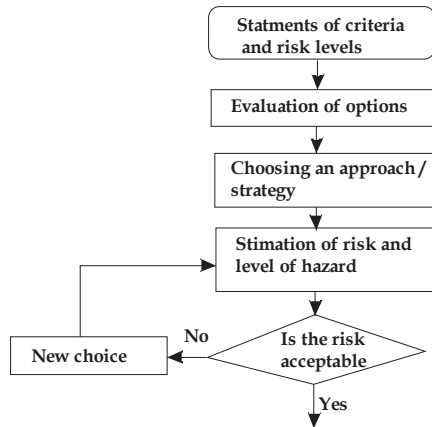 Statments of criteria
and risk levels
Evaluation of options
Choosing an approach/
strategy
Stimation of risk and
level of hazard
No
Is the risk
acceptable
New choice
Yes